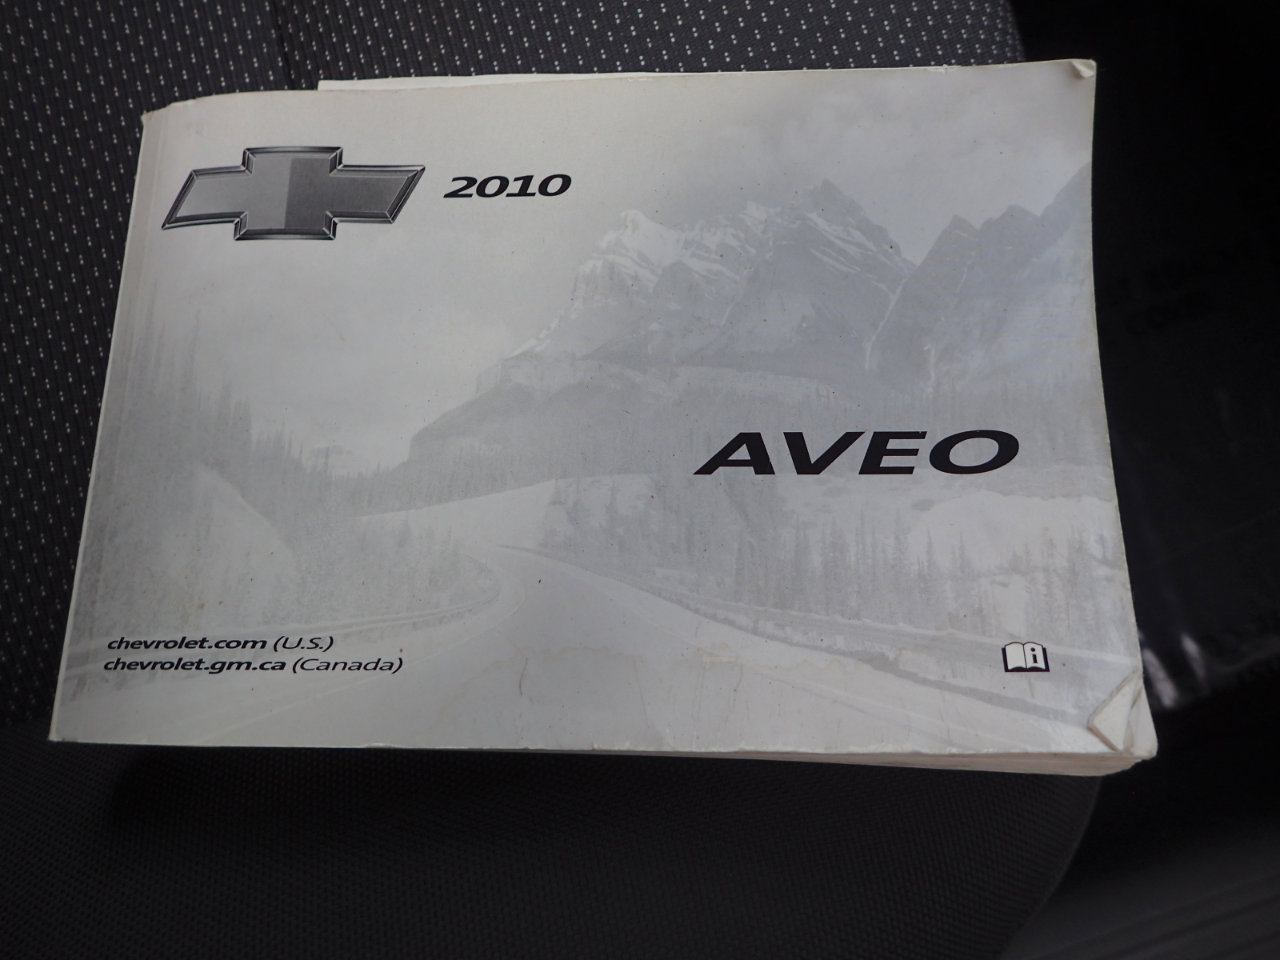 2010
AVEO
chevrolet.com (U.S.)
chevrolet.gm.ca (Canada)
i